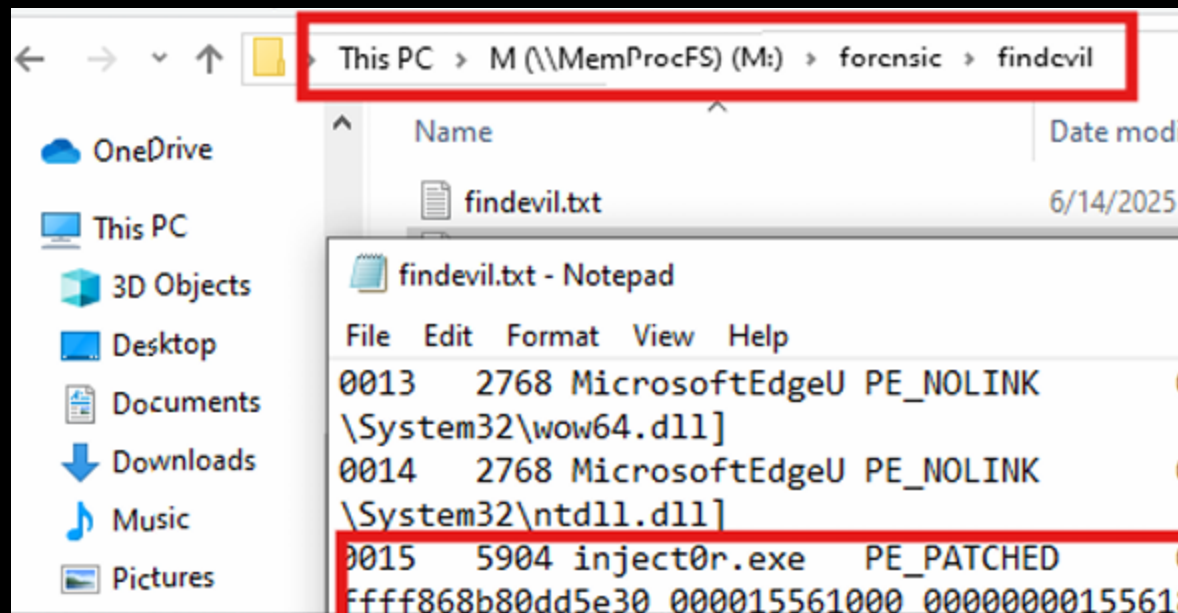 This PC > M (\\MemProcFS) (M:) > forensic > findevil
Name Date modi
OneDrive
findevil.txt 6/14/2025
This PC
3D Objects
Desktop
Documents
Downloads
Music
Pictures
findevil.txt - Notepad
File Edit Format View Help
0013 2768 MicrosoftEdgeU PE_NOLINK
\System32\wow64.dll]
0014 2768 MicrosoftEdgeU PE_NOLINK
\System32\ntdll.dll]
0015 5904 inject0r.exe PE_PATCHED
ffff868b80dd5e30 000015561000 0000000015561